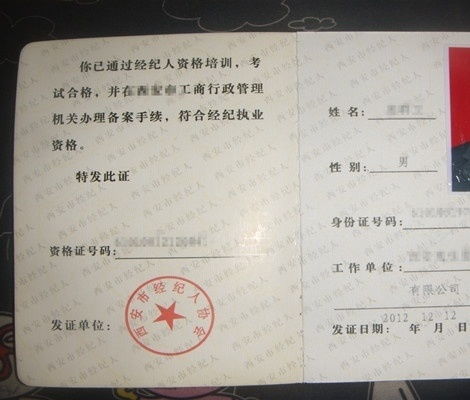 你已通过经纪人资格培训，考
试合格，并在 工商行政管理
机关办理备案手续，符合经纪执业
资格。
特发此证
资格证号码：
发证单位：
西安市经纪人协会
姓名：
性别： 男
身份证号码：
工作单位：
有限公司
2012 12 12
发证日期： 年 月 日